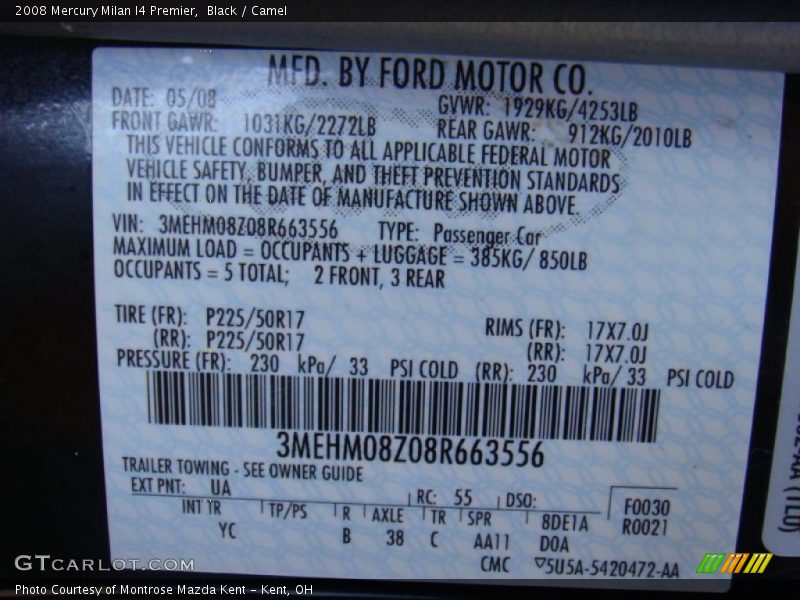 2008 Mercury Milan I4 Premier, Black / Camel
MFD. BY FORD MOTOR CO.
DATE: 05/08 GVWR: 1929KG/4253LB
FRONT GAWR: 1031KG/2272LB REAR GAWR: 912KG/2010LB
THIS VEHICLE CONFORMS TO ALL APPLICABLE FEDERAL MOTOR
VEHICLE SAFETY, BUMPER, AND THEFT PREVENTION STANDARDS
IN EFFECT ON THE DATE OF MANUFACTURE SHOWN ABOVE.
VIN: 3MEHM08Z08R663556 TYPE: Passenger Car
MAXIMUM LOAD = OCCUPANTS + LUGGAGE = 385KG/ 850LB
OCCUPANTS = 5 TOTAL; 2 FRONT, 3 REAR
TIRE (FR): P225/50R17 RIMS (FR): 17X7.0J
(RR): P225/50R17 (RR): 17X7.0J
PRESSURE (FR): 230 kPa/ 33 PSI COLD (RR): 230 kPa/ 33 PSI COLD
3MEHM08Z08R663556
TRAILER TOWING - SEE OWNER GUIDE
EXT PNT: UA RC: 55 DSO: F0030
INT TR TP/PS R AXLE TR SPR 8DE1A R0021
YC B 38 C AA11 D0A
CMC 5U5A-5420472-AA
GTCARLOT.COM
Photo Courtesy of Montrose Mazda Kent - Kent, OH